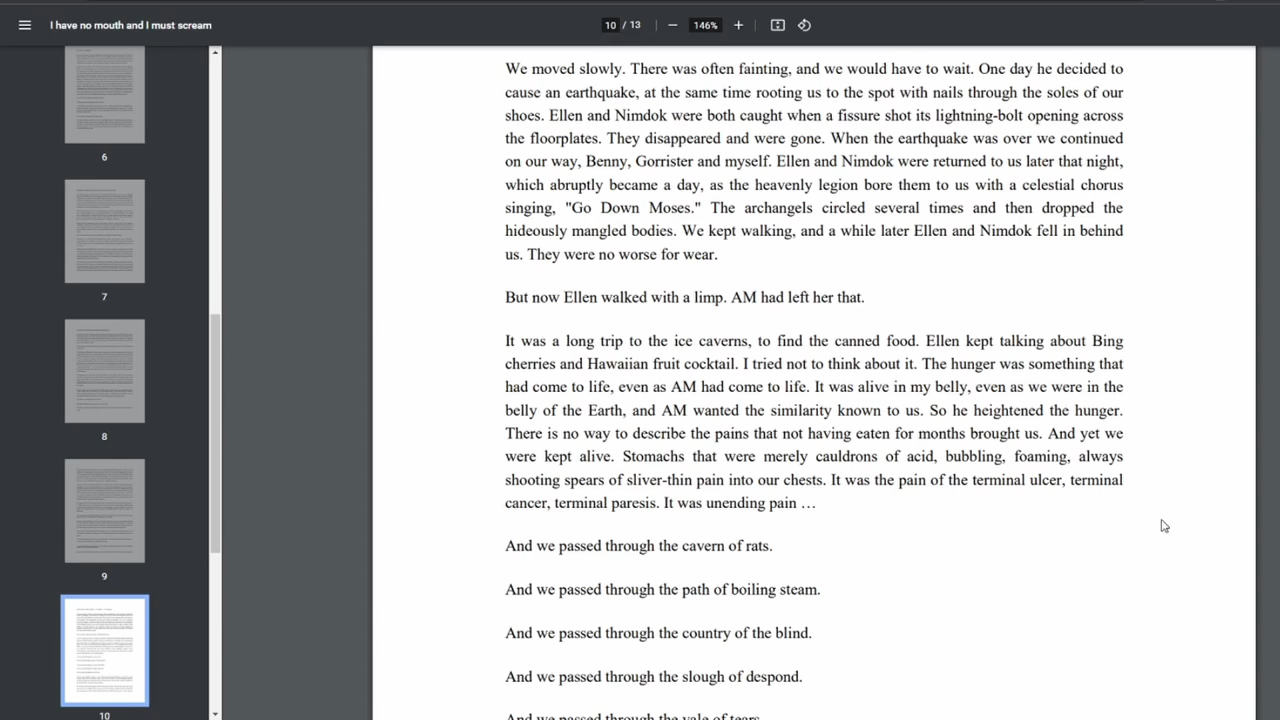 I have no mouth and I must scream
10 / 13
146%
6
7
8
9
10
We moved slowly. There was often fainting, and we would have to wait. One day he decided to
cause an earthquake, at the same time rooting us to the spot with nails through the soles of our
shoes. Ellen and Nimdok were both caught when a fissure shot its lightning-bolt opening across
the floorplates. They disappeared and were gone. When the earthquake was over we continued
on our way, Benny, Gorrister and myself. Ellen and Nimdok were returned to us later that night,
which abruptly became a day, as the heavenly legion bore them to us with a celestial chorus
singing, "Go Down Moses." The archangels circled several times and then dropped the
hideously mangled bodies. We kept walking, and a while later Ellen and Nimdok fell in behind
us. They were no worse for wear.
But now Ellen walked with a limp. AM had left her that.
It was a long trip to the ice caverns, to find the canned food. Ellen kept talking about Bing
cherries and Hawaiian fruit cocktail. I tried not to think about it. The hunger was something that
had come to life, even as AM had come to life. It was alive in my belly, even as we were in the
belly of the Earth, and AM wanted the similarity known to us. So he heightened the hunger.
There is no way to describe the pains that not having eaten for months brought us. And yet we
were kept alive. Stomachs that were merely cauldrons of acid, bubbling, foaming, always
shooting spears of sliver-thin pain into our chests. It was the pain of the terminal ulcer, terminal
cancer, terminal paresis. It was unending pain …
And we passed through the cavern of rats.
And we passed through the path of boiling steam.
And we passed through the country of the blind.
And we passed through the slough of despond.
And we passed through the vale of tears.